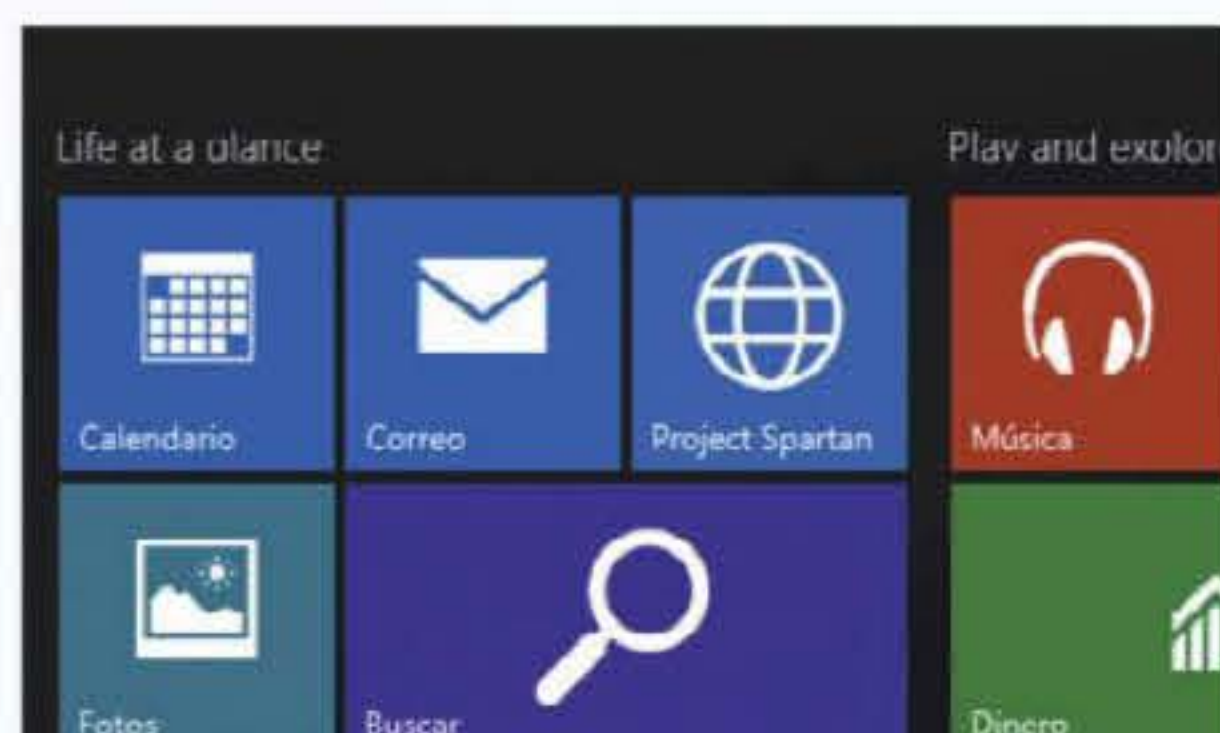 Life at a glance
Play and explor
Calendario
Correo
Project Spartan
Música
Fotos
Buscar
Dinero